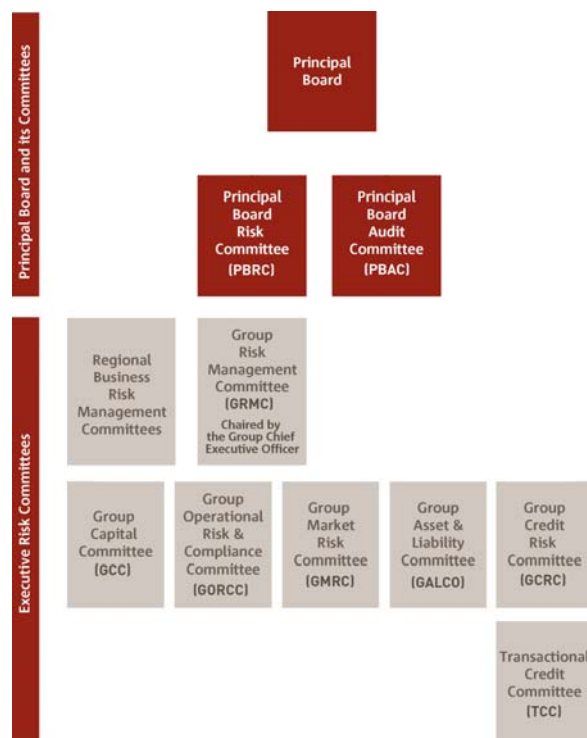 Principal Board and its Committees
Principal
Board
Principal
Board
Risk
Committee
(PBRC)
Principal
Board
Audit
Committee
(PBAC)
Executive Risk Committees
Regional
Business
Risk
Management
Committees
Group
Risk
Management
Committee
(GRMC)
Chaired by
the Group Chief
Executive Officer
Group
Capital
Committee
(GCC)
Group
Operational
Risk &
Compliance
Committee
(GORCC)
Group
Market
Risk
Committee
(GMRC)
Group
Asset &
Liability
Committee
(GALCO)
Group
Credit
Risk
Committee
(GCRC)
Transactional
Credit
Committee
(TCC)